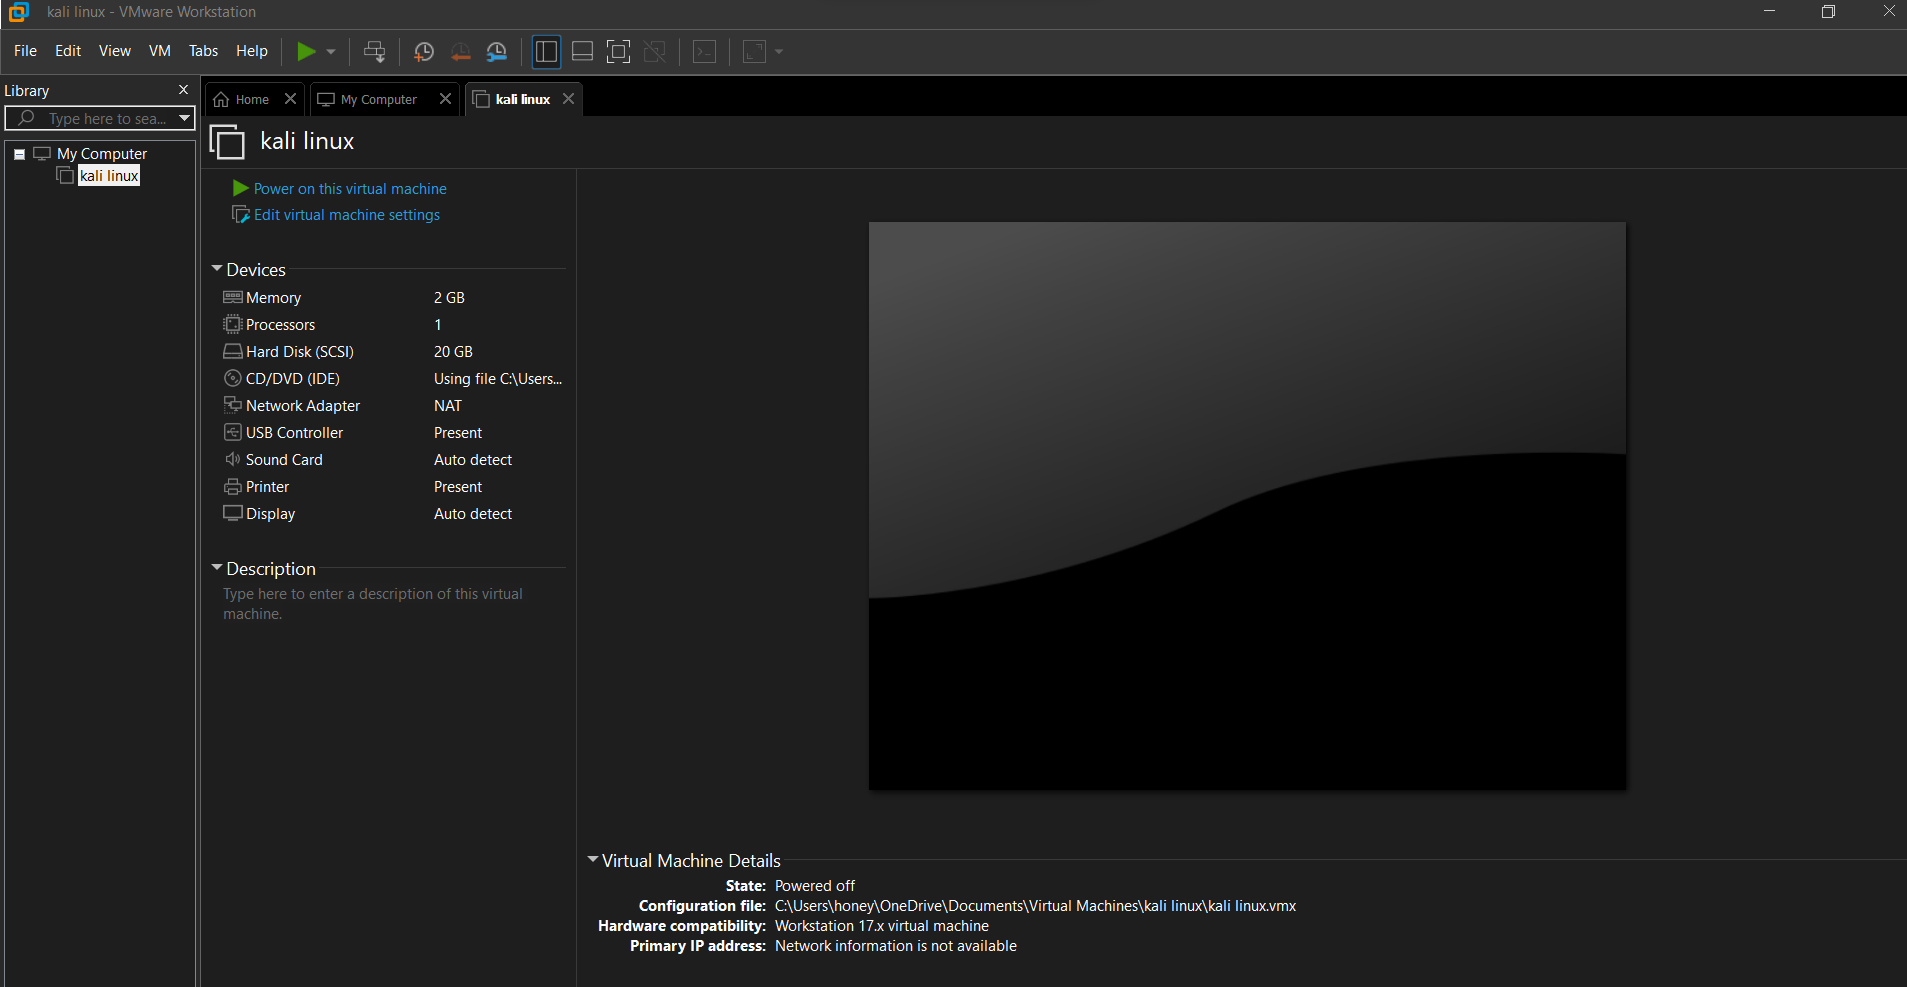 kali linux - VMware Workstation
File Edit View VM Tabs Help
Library
Type here to sea...
My Computer
kali linux
Home
My Computer
kali linux
kali linux
Power on this virtual machine
Edit virtual machine settings
Devices
Memory 2 GB
Processors 1
Hard Disk (SCSI) 20 GB
CD/DVD (IDE) Using file C:\Users...
Network Adapter NAT
USB Controller Present
Sound Card Auto detect
Printer Present
Display Auto detect
Description
Type here to enter a description of this virtual
machine.
Virtual Machine Details
State: Powered off
Configuration file: C:\Users\honey\OneDrive\Documents\Virtual Machines\kali linux\kali linux.vmx
Hardware compatibility: Workstation 17.x virtual machine
Primary IP address: Network information is not available